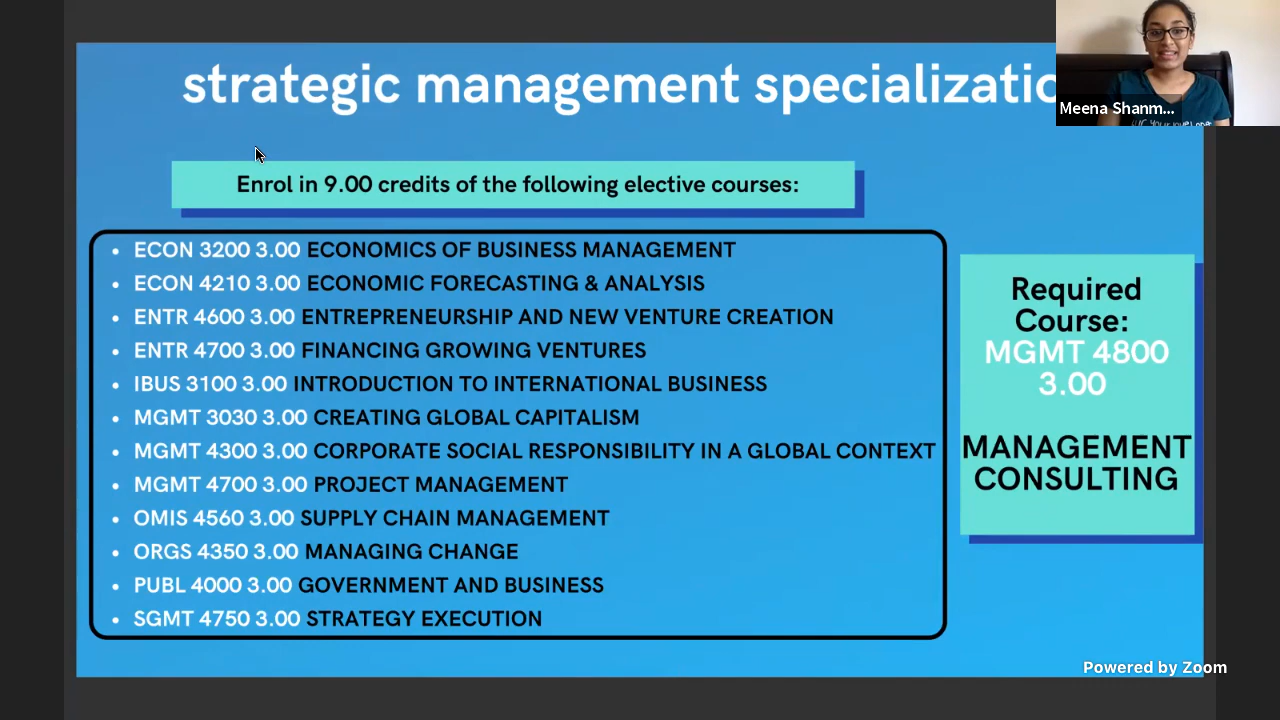 strategic management specializatio
Meena Shanm...
Enrol in 9.00 credits of the following elective courses:
• ECON 3200 3.00 ECONOMICS OF BUSINESS MANAGEMENT
• ECON 4210 3.00 ECONOMIC FORECASTING & ANALYSIS
• ENTR 4600 3.00 ENTREPRENEURSHIP AND NEW VENTURE CREATION
• ENTR 4700 3.00 FINANCING GROWING VENTURES
• IBUS 3100 3.00 INTRODUCTION TO INTERNATIONAL BUSINESS
• MGMT 3030 3.00 CREATING GLOBAL CAPITALISM
• MGMT 4300 3.00 CORPORATE SOCIAL RESPONSIBILITY IN A GLOBAL CONTEXT
• MGMT 4700 3.00 PROJECT MANAGEMENT
• OMIS 4560 3.00 SUPPLY CHAIN MANAGEMENT
• ORGS 4350 3.00 MANAGING CHANGE
• PUBL 4000 3.00 GOVERNMENT AND BUSINESS
• SGMT 4750 3.00 STRATEGY EXECUTION
Required
Course:
MGMT 4800
3.00
MANAGEMENT
CONSULTING
Powered by Zoom